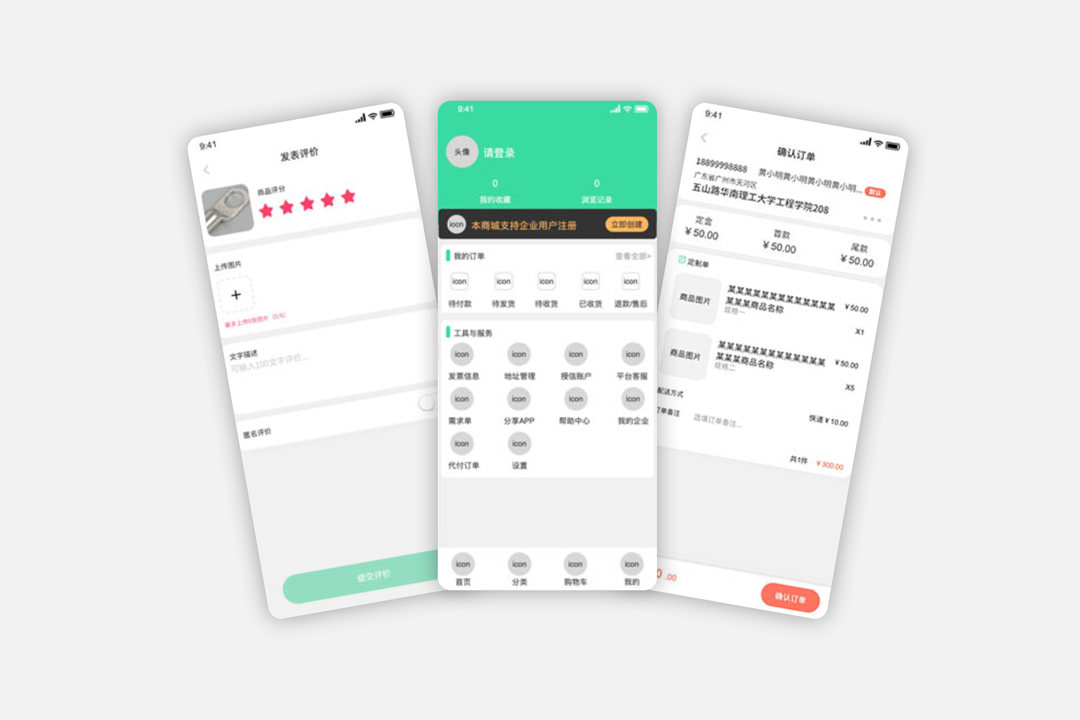 9:41
发表评价
商品评分
上传图片
+
最多上传6张图片（0/6）
文字描述
可输入100文字评价...
匿名评价
提交评价
9:41
头像
请登录
0
0
我的收藏
浏览记录
icon
本商城支持企业用户注册
立即创建
我的订单
查看全部>
icon
icon
icon
icon
icon
待付款
待发货
待收货
已收货
退款/售后
工具与服务
icon
icon
icon
icon
发票信息
地址管理
授信账户
平台客服
icon
icon
icon
icon
需求单
分享APP
帮助中心
我的企业
icon
icon
代付订单
设置
icon
icon
icon
icon
首页
分类
购物车
我的
9:41
确认订单
18899998888
黄小明黄小明黄小明黄小明...
默认
广东省广州市天河区
五山路华南理工大学工程学院208
定金
首款
尾款
￥50.00
￥50.00
￥50.00
定制单
商品图片
某某某某某某某某某某某某
某某某商品名称
￥50.00
规格一
X1
商品图片
某某某某某某某某某某某某
某某某商品名称
￥50.00
规格二
X5
配送方式
快递￥10.00
订单备注
选填订单备注...
共1件
￥300.00
0.00
确认订单